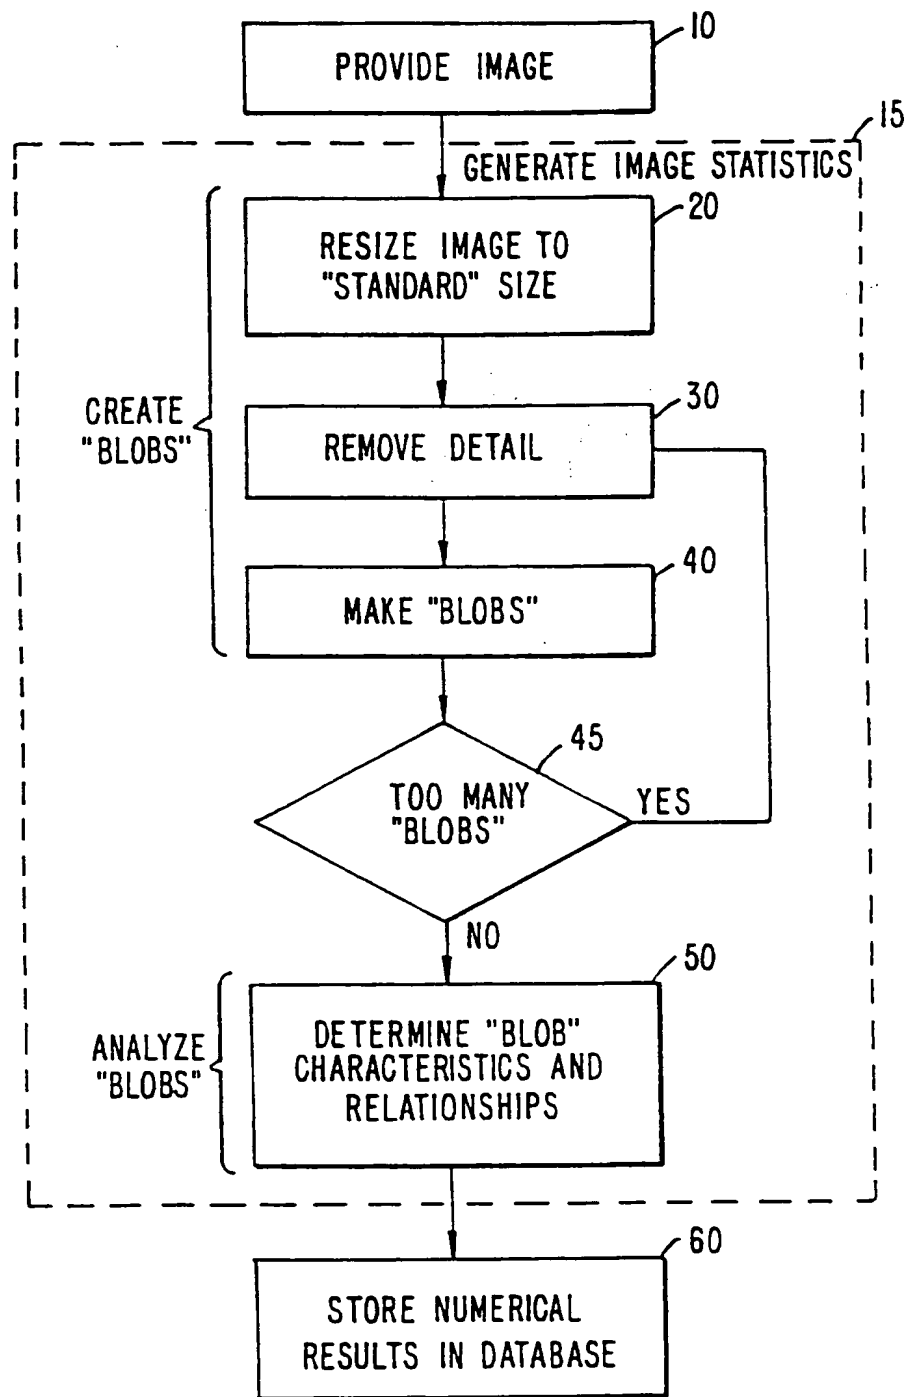 10
PROVIDE IMAGE
15
GENERATE IMAGE STATISTICS
20
RESIZE IMAGE TO
"STANDARD" SIZE
CREATE
"BLOBS"
30
REMOVE DETAIL
40
MAKE "BLOBS"
45
TOO MANY
"BLOBS"
YES
NO
50
ANALYZE
"BLOBS"
DETERMINE "BLOB"
CHARACTERISTICS AND
RELATIONSHIPS
60
STORE NUMERICAL
RESULTS IN DATABASE